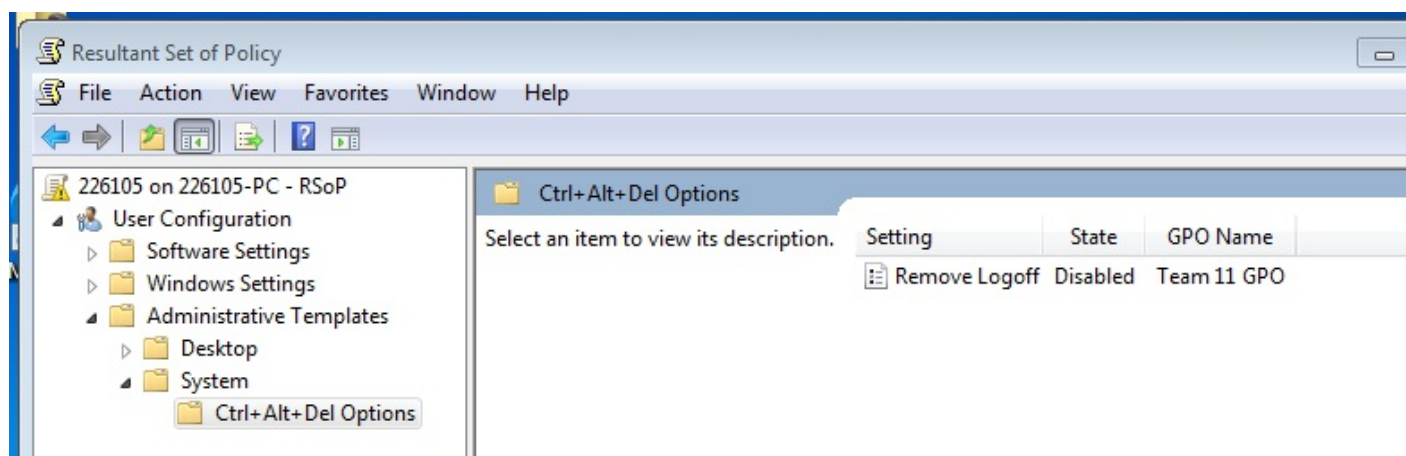 Resultant Set of Policy
File Action View Favorites Window Help
226105 on 226105-PC - RSoP
User Configuration
Software Settings
Windows Settings
Administrative Templates
Desktop
System
Ctrl+Alt+Del Options
Ctrl+Alt+Del Options
Select an item to view its description.
Setting State GPO Name
Remove Logoff Disabled Team 11 GPO